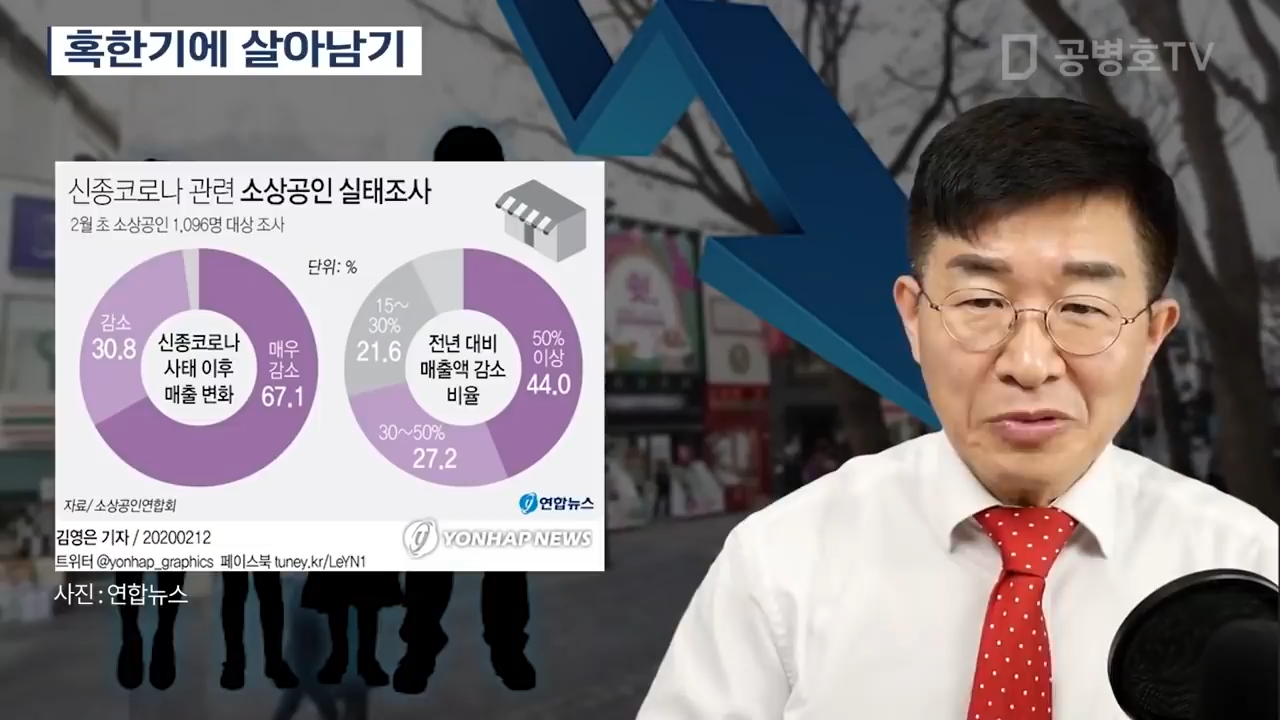 혹한기에 살아남기
공병호TV
신종코로나 관련 소상공인 실태조사
2월 초 소상공인 1,096명 대상 조사
단위: %
감소
30.8
신종코로나
사태 이후
매출 변화
매우
감소
67.1
15～
30%
21.6
전년 대비
매출액 감소
비율
50%
이상
44.0
30～50%
27.2
자료/ 소상공인연합회
연합뉴스
김영은 기자 / 20200212
YONHAP NEWS
트위터 @yonhap_graphics 페이스북 tuney.kr/LeYN1
사진 : 연합뉴스